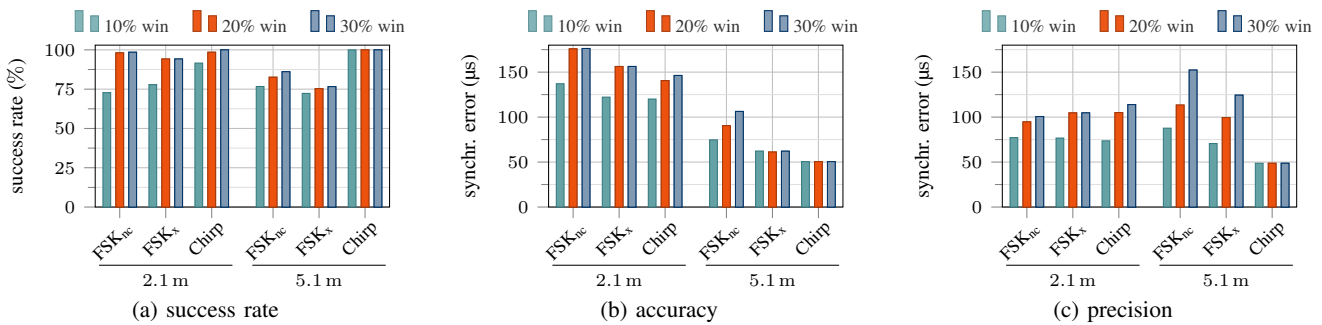 10% win 20% win 30% win
success rate (%)
100
75
50
25
0
FSKnc FSKx Chirp FSKnc FSKx Chirp
2.1 m 5.1 m
(a) success rate
10% win 20% win 30% win
synchr. error (µs)
150
100
50
0
FSKnc FSKx Chirp FSKnc FSKx Chirp
2.1 m 5.1 m
(b) accuracy
10% win 20% win 30% win
synchr. error (µs)
150
100
50
0
FSKnc FSKx Chirp FSKnc FSKx Chirp
2.1 m 5.1 m
(c) precision